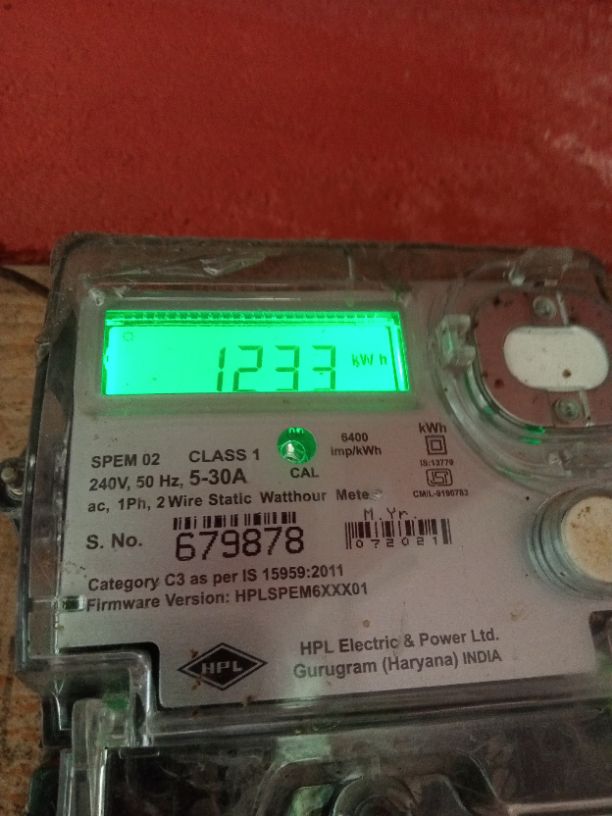 1233 kWh
SPEM 02 CLASS 1
240V, 50 Hz, 5-30A
CAL
6400
imp/kWh
kWh
IS:13779
CM/L-9190783
ac, 1Ph, 2 Wire Static Watthour Meter
S. No. 679878
M.Yr.
072021
Category C3 as per IS 15959:2011
Firmware Version: HPLSPEM6XXX01
HPL
HPL Electric & Power Ltd.
Gurugram (Haryana) INDIA